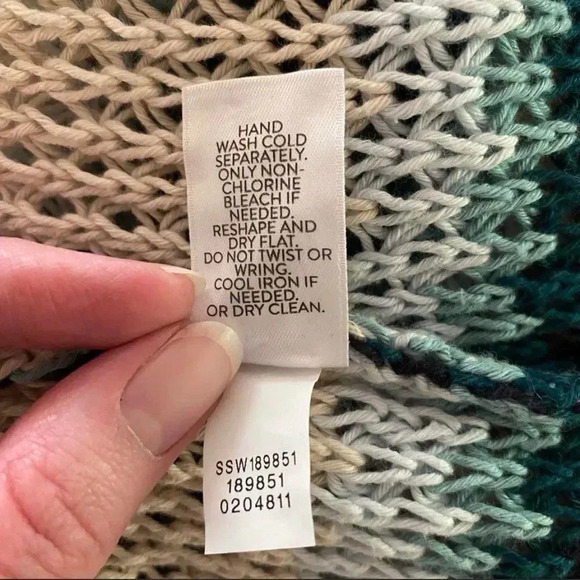 HAND
WASH COLD
SEPARATELY.
ONLY NON-
CHLORINE
BLEACH IF
NEEDED.
RESHAPE AND
DRY FLAT.
DO NOT TWIST OR
WRING.
COOL IRON IF
NEEDED.
OR DRY CLEAN.
SSW189851
189851
0204811